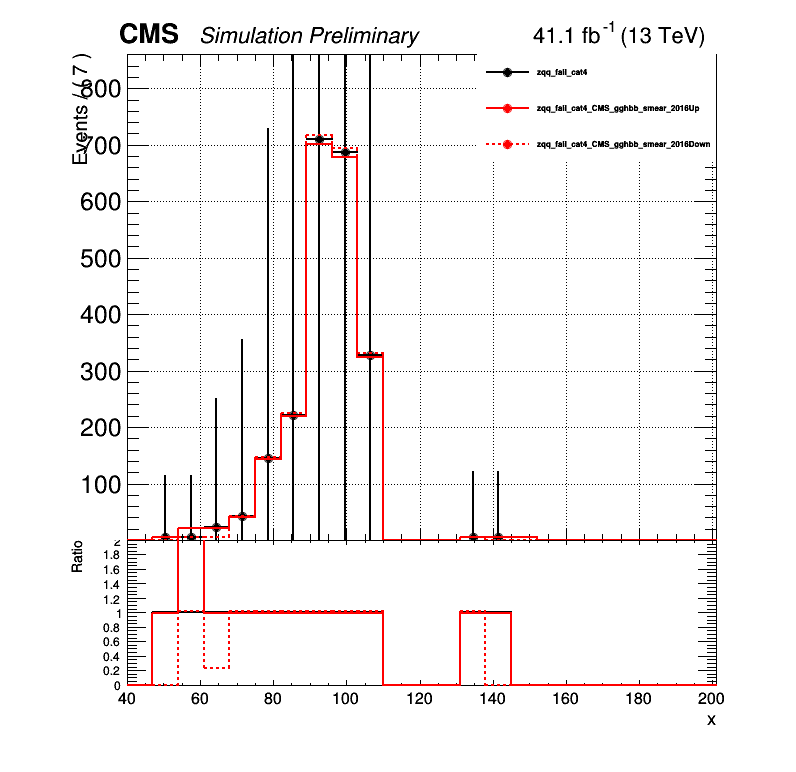 CMS Simulation Preliminary 41.1 fb-1 (13 TeV)
Events / ( 7 )
800
700
600
500
400
300
200
100
zqq_fail_cat4
zqq_fail_cat4_CMS_gghbb_smear_2016Up
zqq_fail_cat4_CMS_gghbb_smear_2016Down
Ratio
2
1.8
1.6
1.4
1.2
1
0.8
0.6
0.4
0.2
0
40 60 80 100 120 140 160 180 200
x